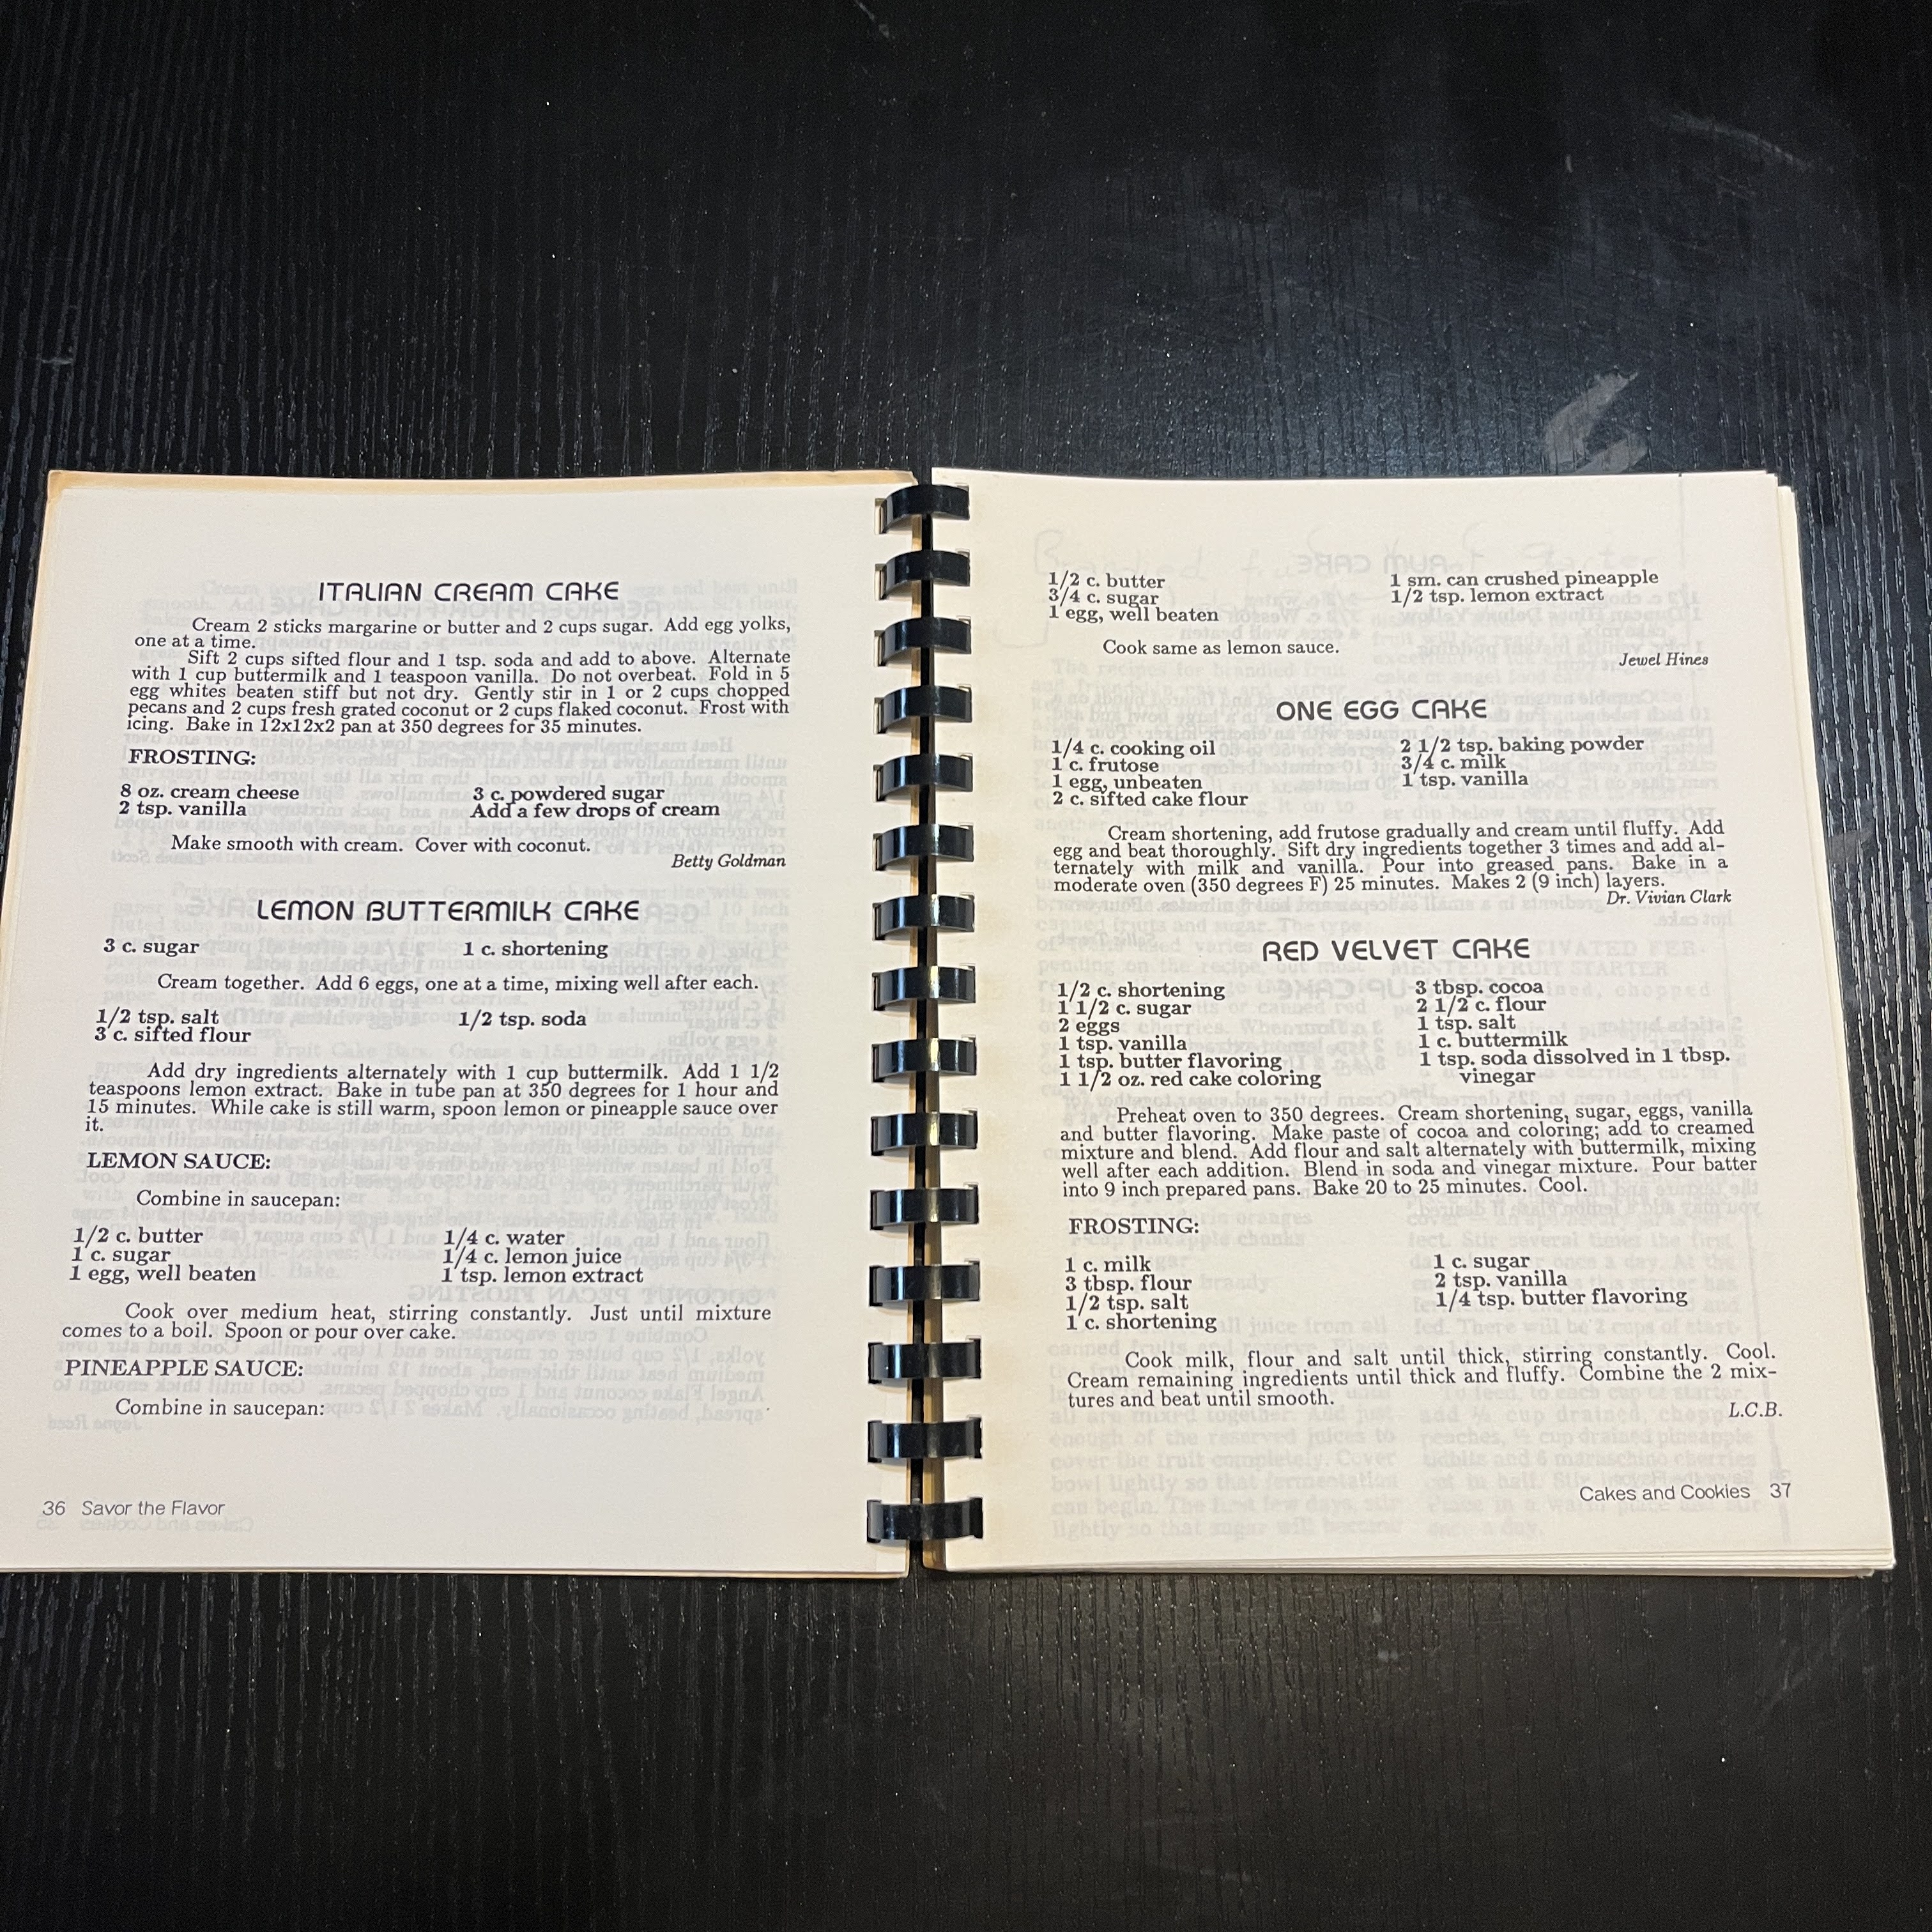 ITALIAN CREAM CAKE
Cream 2 sticks margarine or butter and 2 cups sugar. Add egg yolks,
one at a time.
Sift 2 cups sifted flour and 1 tsp. soda and add to above. Alternate
with 1 cup buttermilk and 1 teaspoon vanilla. Do not overbeat. Fold in 5
egg whites beaten stiff but not dry. Gently stir in 1 or 2 cups chopped
pecans and 2 cups fresh grated coconut or 2 cups flaked coconut. Frost with
icing. Bake in 12x12x2 pan at 350 degrees for 35 minutes.
FROSTING:
8 oz. cream cheese
2 tsp. vanilla
3 c. powdered sugar
Add a few drops of cream
Make smooth with cream. Cover with coconut.
Betty Goldman
LEMON BUTTERMILK CAKE
3 c. sugar
1 c. shortening
Cream together. Add 6 eggs, one at a time, mixing well after each.
1/2 tsp. salt
3 c. sifted flour
1/2 tsp. soda
Add dry ingredients alternately with 1 cup buttermilk. Add 1 1/2
teaspoons lemon extract. Bake in tube pan at 350 degrees for 1 hour and
15 minutes. While cake is still warm, spoon lemon or pineapple sauce over
it.
LEMON SAUCE:
Combine in saucepan:
1/2 c. butter
1 c. sugar
1 egg, well beaten
1/4 c. water
1/4 c. lemon juice
1 tsp. lemon extract
Cook over medium heat, stirring constantly. Just until mixture
comes to a boil. Spoon or pour over cake.
PINEAPPLE SAUCE:
Combine in saucepan:
36 Savor the Flavor
1/2 c. butter
3/4 c. sugar
1 egg, well beaten
1 sm. can crushed pineapple
1/2 tsp. lemon extract
Cook same as lemon sauce.
Jewel Hines
ONE EGG CAKE
1/4 c. cooking oil
1 c. frutose
1 egg, unbeaten
2 c. sifted cake flour
2 1/2 tsp. baking powder
3/4 c. milk
1 tsp. vanilla
Cream shortening, add frutose gradually and cream until fluffy. Add
egg and beat thoroughly. Sift dry ingredients together 3 times and add al-
ternately with milk and vanilla. Pour into greased pans. Bake in a
moderate oven (350 degrees F) 25 minutes. Makes 2 (9 inch) layers.
Dr. Vivian Clark
RED VELVET CAKE
1/2 c. shortening
1 1/2 c. sugar
2 eggs
1 tsp. vanilla
1 tsp. butter flavoring
1 1/2 oz. red cake coloring
3 tbsp. cocoa
2 1/2 c. flour
1 tsp. salt
1 c. buttermilk
1 tsp. soda dissolved in 1 tbsp.
vinegar
Preheat oven to 350 degrees. Cream shortening, sugar, eggs, vanilla
and butter flavoring. Make paste of cocoa and coloring; add to creamed
mixture and blend. Add flour and salt alternately with buttermilk, mixing
well after each addition. Blend in soda and vinegar mixture. Pour batter
into 9 inch prepared pans. Bake 20 to 25 minutes. Cool.
FROSTING:
1 c. milk
3 tbsp. flour
1/2 tsp. salt
1 c. shortening
1 c. sugar
2 tsp. vanilla
1/4 tsp. butter flavoring
Cook milk, flour and salt until thick, stirring constantly. Cool.
Cream remaining ingredients until thick and fluffy. Combine the 2 mix-
tures and beat until smooth.
L.C.B.
Cakes and Cookies 37